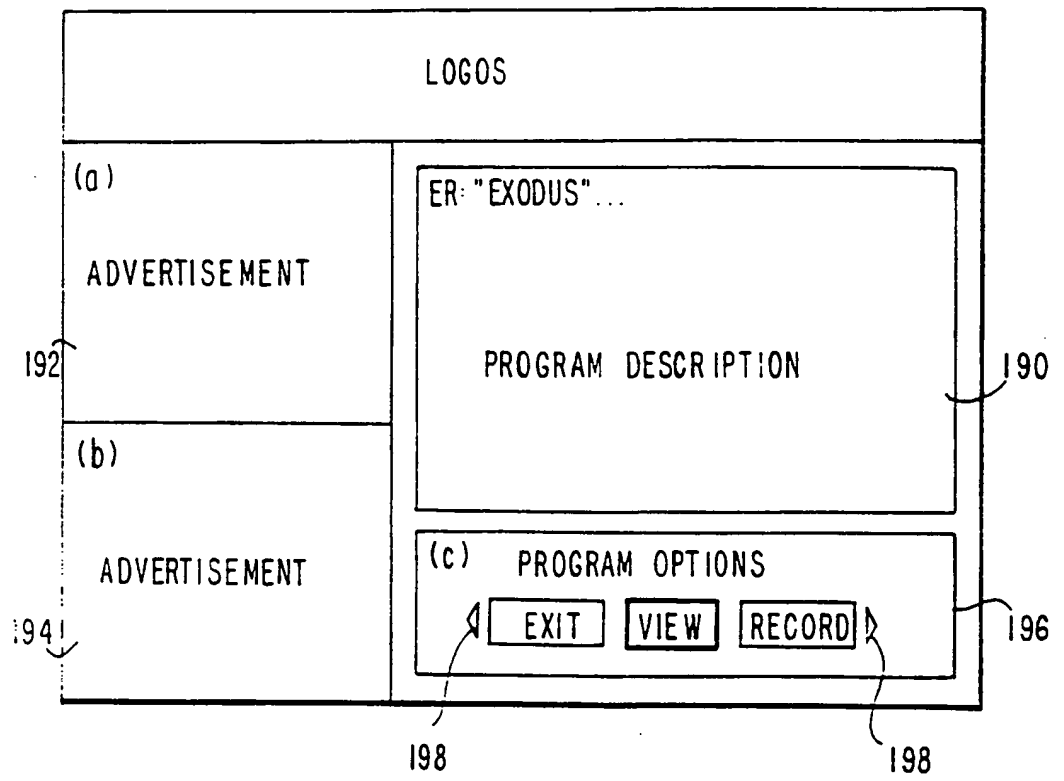 LOGOS
(a)
ADVERTISEMENT
192
(b)
ADVERTISEMENT
194
ER: "EXODUS"...
PROGRAM DESCRIPTION
190
(c) PROGRAM OPTIONS
EXIT VIEW RECORD
196
198 198